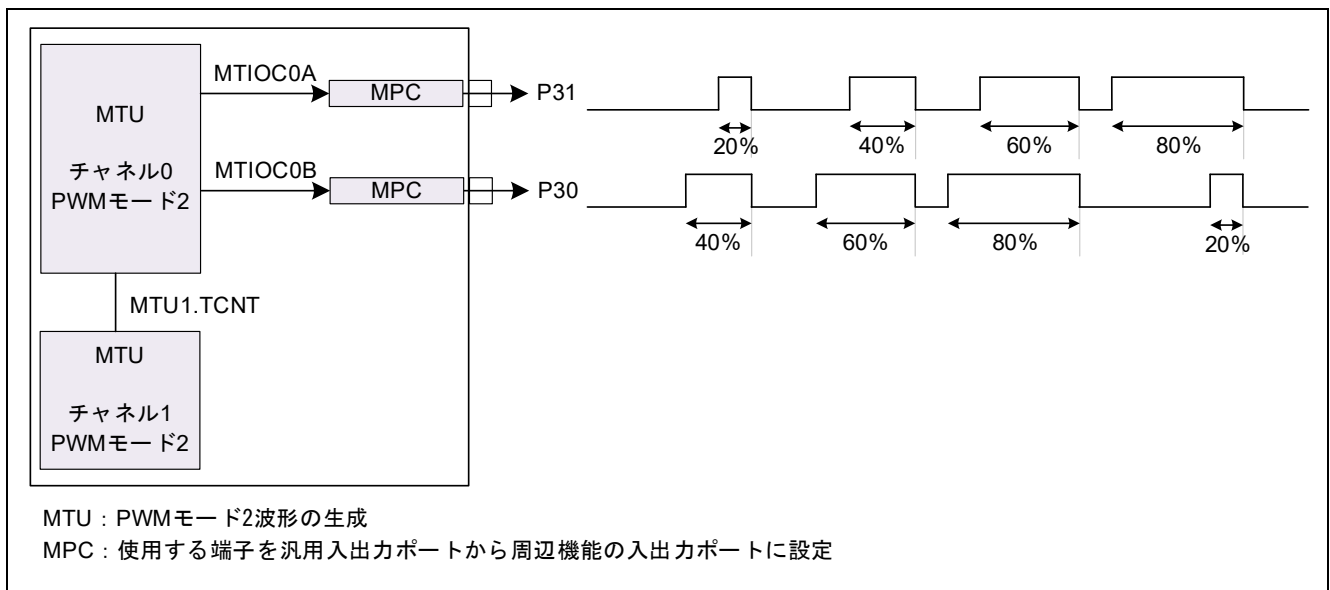 MTU
チャネル0
PWMモード2
MTIOC0A
MPC
P31
20%
40%
60%
80%
MTIOC0B
MPC
P30
40%
60%
80%
20%
MTU1.TCNT
MTU
チャネル1
PWMモード2
MTU：PWMモード2波形の生成
MPC：使用する端子を汎用入出力ポートから周辺機能の入出力ポートに設定